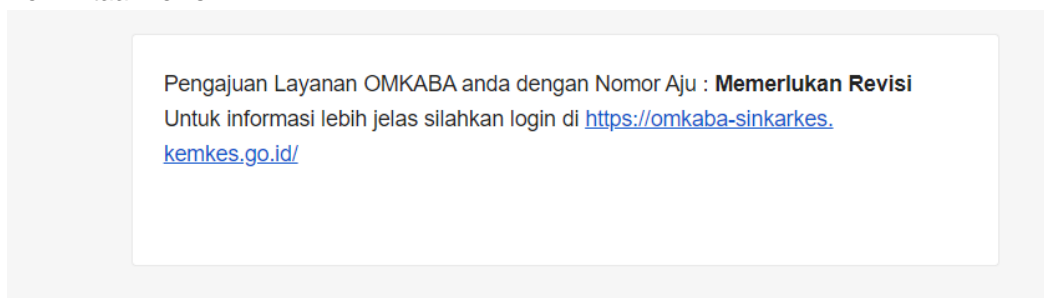 Pengajuan Layanan OMKABA anda dengan Nomor Aju : Memerlukan Revisi
Untuk informasi lebih jelas silahkan login di https://omkaba-sinkarkes.
kemkes.go.id/